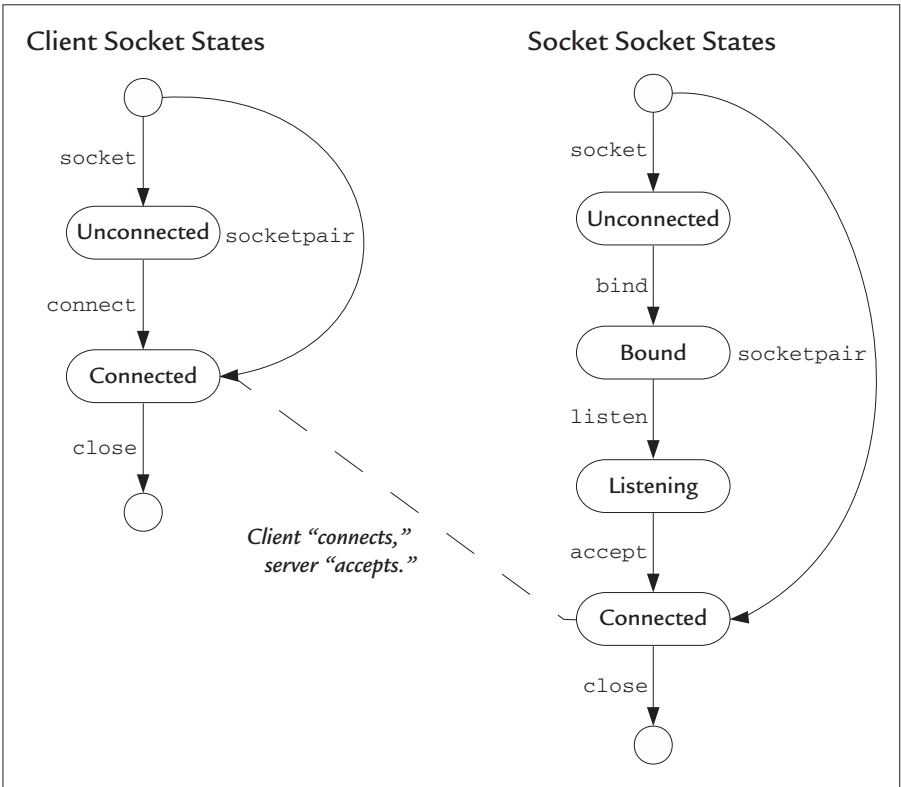 Client Socket States
socket
Unconnected
socketpair
connect
Connected
close
Client “connects,”
server “accepts.”
Socket Socket States
socket
Unconnected
bind
Bound
socketpair
listen
Listening
accept
Connected
close